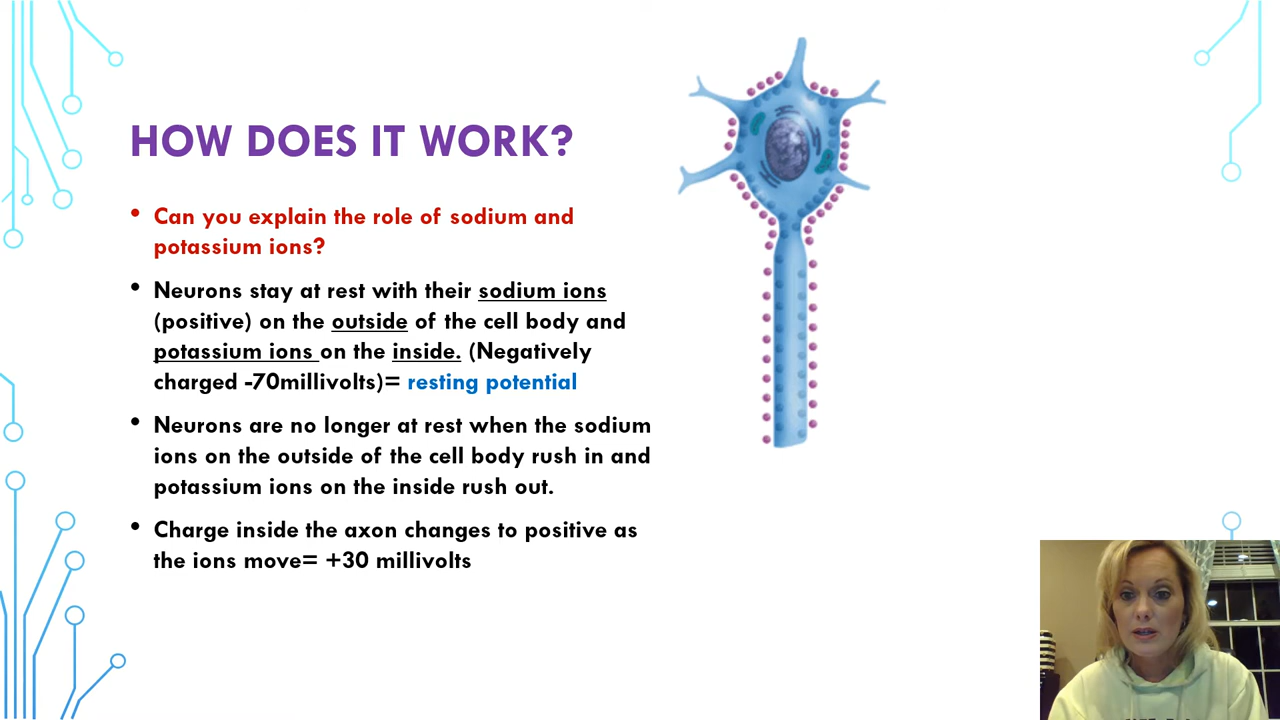 HOW DOES IT WORK?
• Can you explain the role of sodium and
potassium ions?
• Neurons stay at rest with their sodium ions
(positive) on the outside of the cell body and
potassium ions on the inside. (Negatively
charged -70millivolts)= resting potential
• Neurons are no longer at rest when the sodium
ions on the outside of the cell body rush in and
potassium ions on the inside rush out.
• Charge inside the axon changes to positive as
the ions move= +30 millivolts